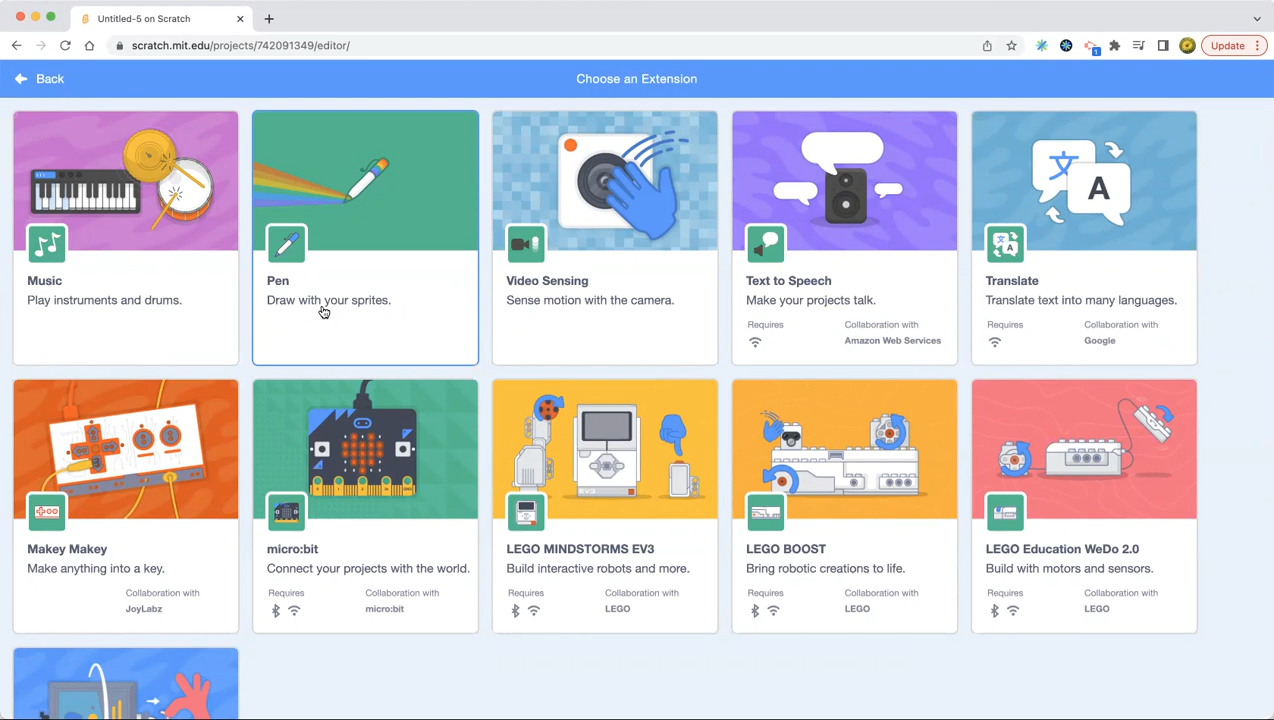 Untitled-5 on Scratch
scratch.mit.edu/projects/742091349/editor/
1
Update
Back
Choose an Extension
Music
Play instruments and drums.
Pen
Draw with your sprites.
Video Sensing
Sense motion with the camera.
Text to Speech
Make your projects talk.
Requires
Collaboration with
Amazon Web Services
文
A
Translate
Translate text into many languages.
Requires
Collaboration with
Google
Makey Makey
Make anything into a key.
Collaboration with
JoyLabz
micro:bit
Connect your projects with the world.
Requires
Collaboration with
micro:bit
EV3
LEGO MINDSTORMS EV3
Build interactive robots and more.
Requires
Collaboration with
LEGO
LEGO BOOST
Bring robotic creations to life.
Requires
Collaboration with
LEGO
LEGO Education WeDo 2.0
Build with motors and sensors.
Requires
Collaboration with
LEGO